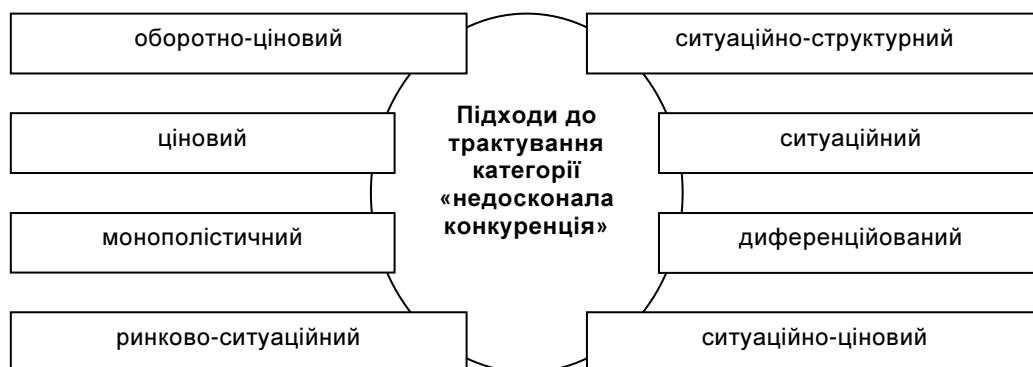 оборотно-ціновий
ситуаційно-структурний
Підходи до
трактування
категорії
«недосконала
конкуренція»
ціновий
ситуаційний
монополістичний
диференційований
ринково-ситуаційний
ситуаційно-ціновий